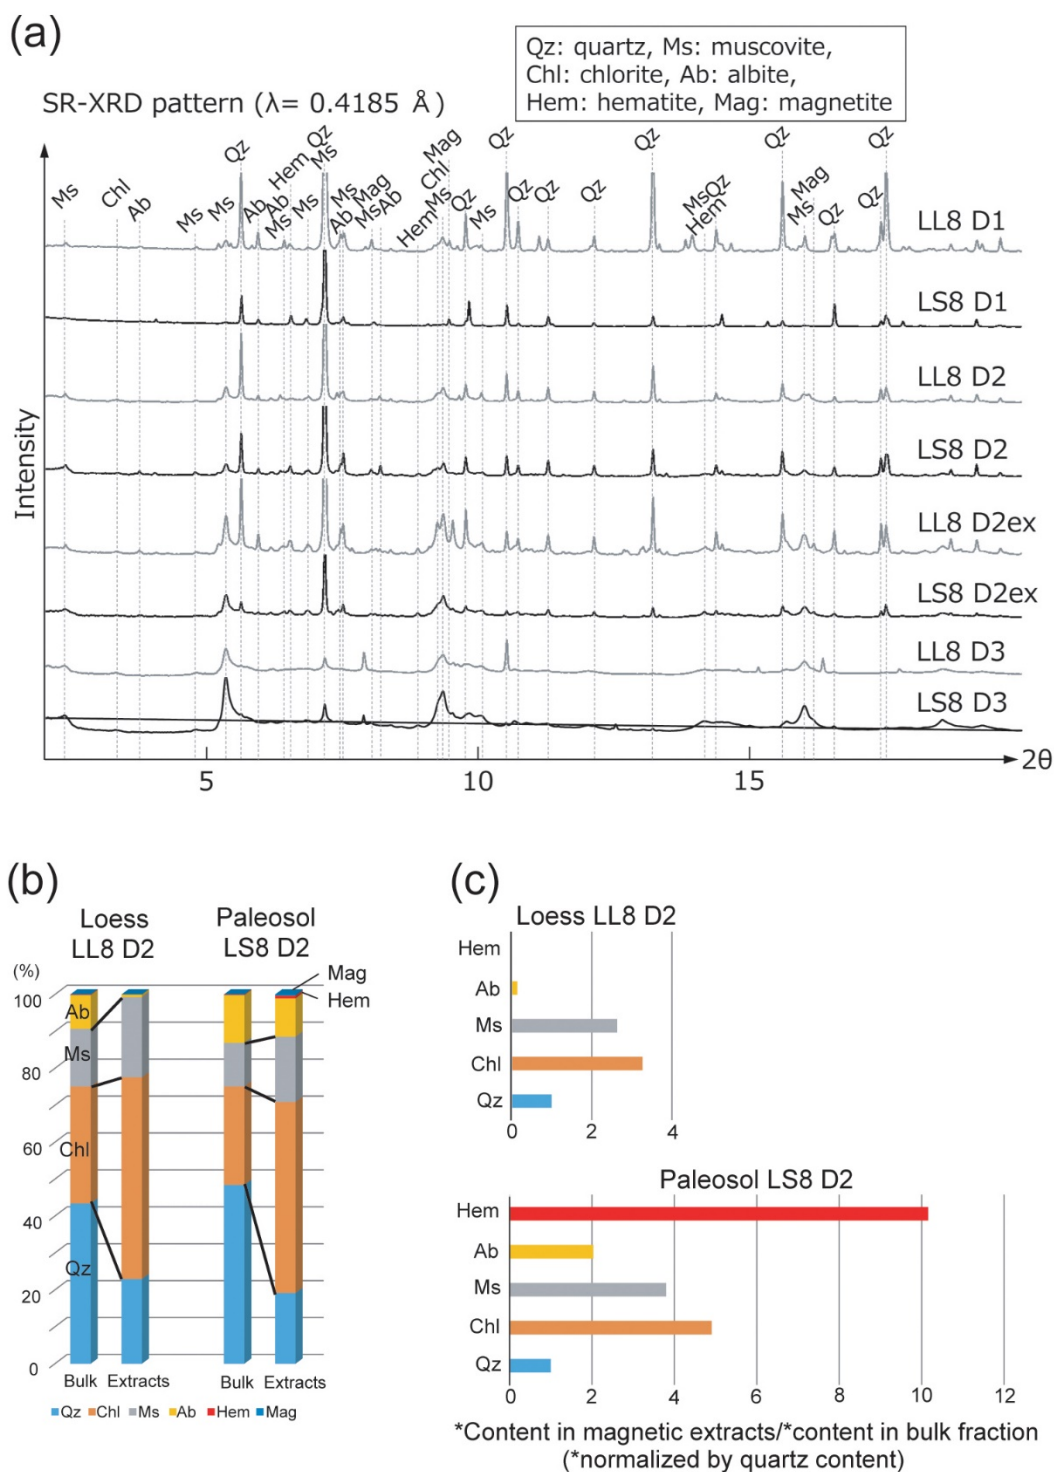 (a)
Qz: quartz, Ms: muscovite,
Chl: chlorite, Ab: albite,
Hem: hematite, Mag: magnetite
SR-XRD pattern (λ= 0.4185 Å)
Ms
Chl
Ab
Ms
Ms
Qz
Ab
Ab
Ms
Hem
Ms
Qz
Ms
Ms
Ab
Mag
Ms
Ab
Hem
Mag
Chl
Ms
Qz
Ms
Qz
Qz
Qz
Qz
Qz
Ms
Qz
Hem
Qz
Ms
Mag
Qz
Qz
Qz
LL8 D1
LS8 D1
LL8 D2
LS8 D2
LL8 D2ex
LS8 D2ex
LL8 D3
LS8 D3
Intensity
5
10
15
2θ
(b)
Loess
LL8 D2
Paleosol
LS8 D2
(%)
Mag
Hem
100
80
60
40
20
0
Ab
Ms
Chl
Qz
Bulk
Extracts
Bulk
Extracts
Qz Chl Ms Ab Hem Mag
(c)
Loess LL8 D2
Hem
Ab
Ms
Chl
Qz
0 2 4
Paleosol LS8 D2
Hem
Ab
Ms
Chl
Qz
0 2 4 6 8 10 12
*Content in magnetic extracts/*content in bulk fraction
(*normalized by quartz content)